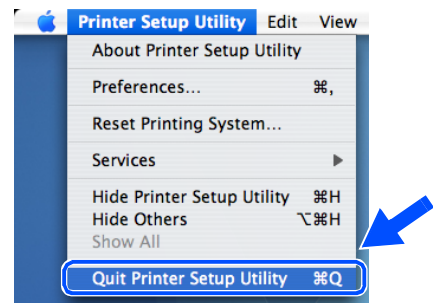 Printer Setup Utility Edit View
About Printer Setup Utility
Preferences... ⌘,
Reset Printing System...
Services ▶
Hide Printer Setup Utility ⌘H
Hide Others ⌥⌘H
Show All
Quit Printer Setup Utility ⌘Q